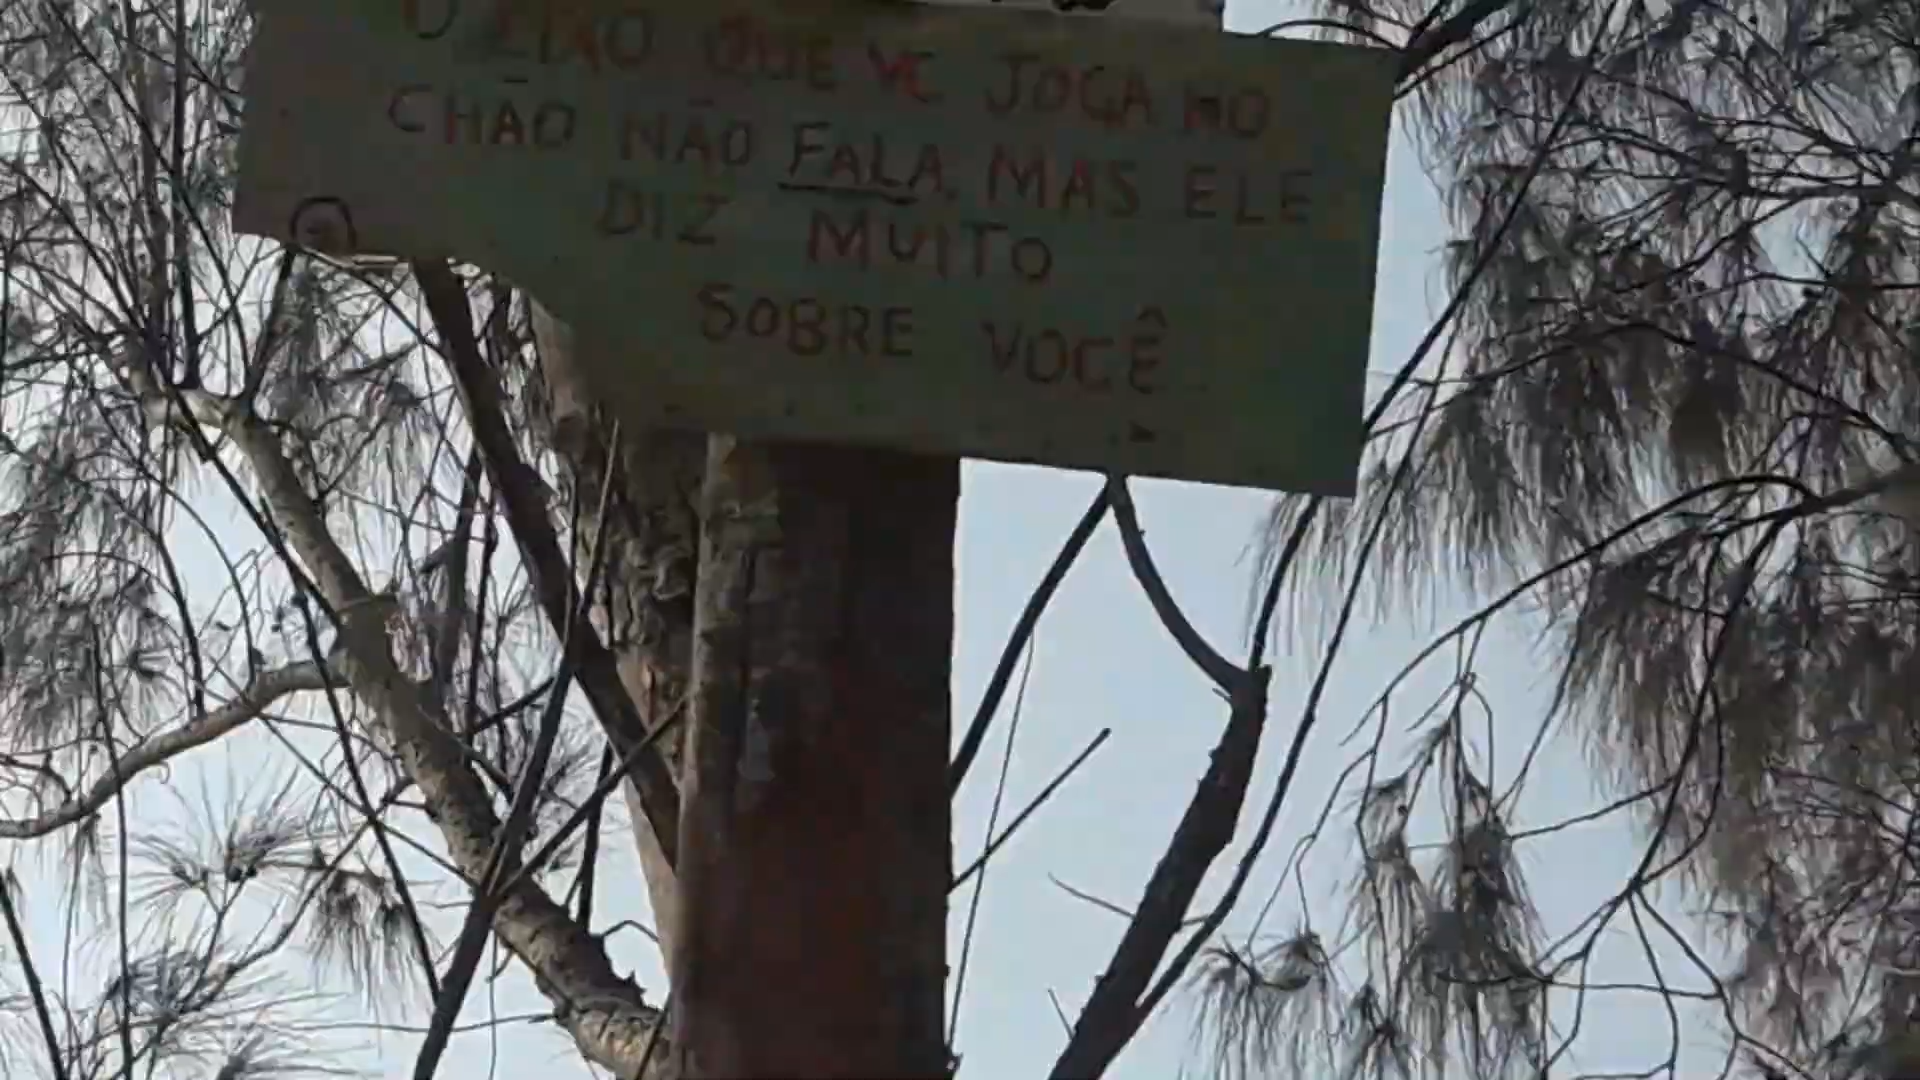 O LIXO QUE VC JOGA NO
CHÃO NÃO FALA, MAS ELE
DIZ MUITO
SOBRE VOCÊ